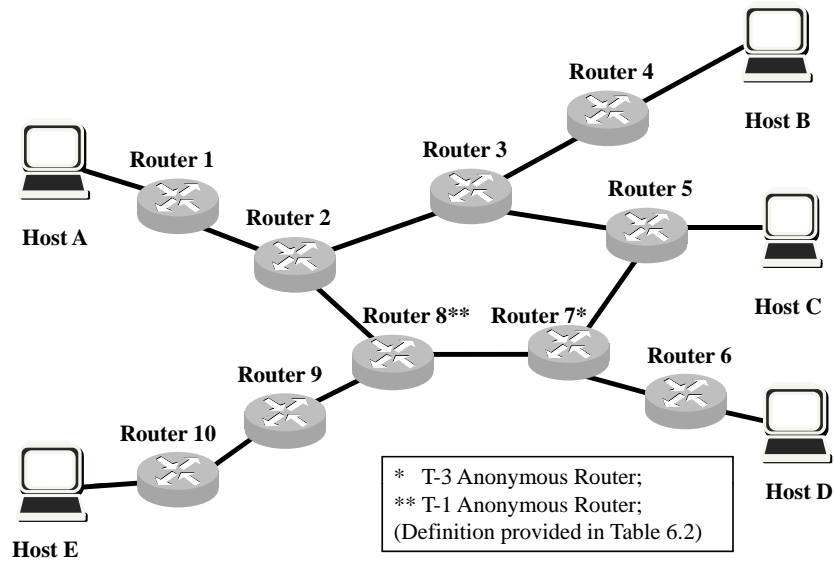 Router 4
Host B
Router 1
Router 3
Router 5
Host A
Router 2
Host C
Router 8**
Router 7*
Router 6
Router 9
Router 10
Host D
Host E
* T-3 Anonymous Router;
** T-1 Anonymous Router;
(Definition provided in Table 6.2)